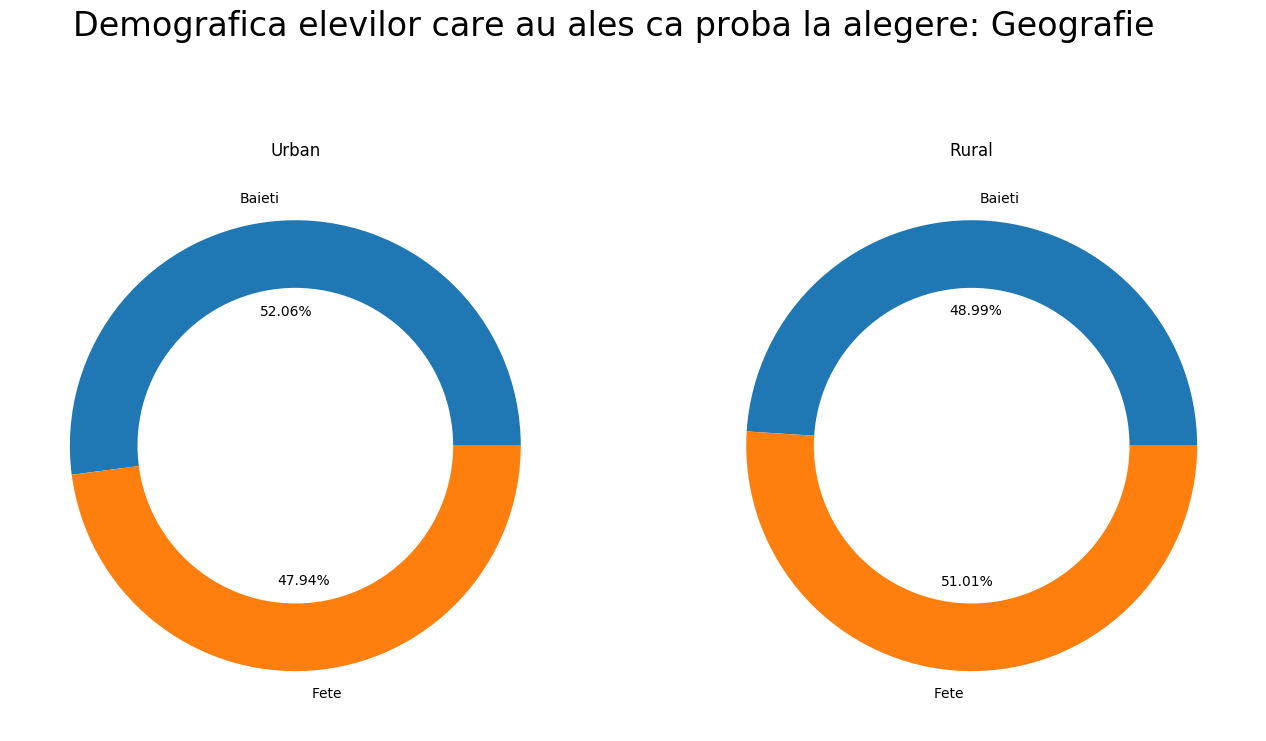 Demografica elevilor care au ales ca proba la alegere: Geografie
Urban
Baieti
52.06%
47.94%
Fete
Rural
Baieti
48.99%
51.01%
Fete